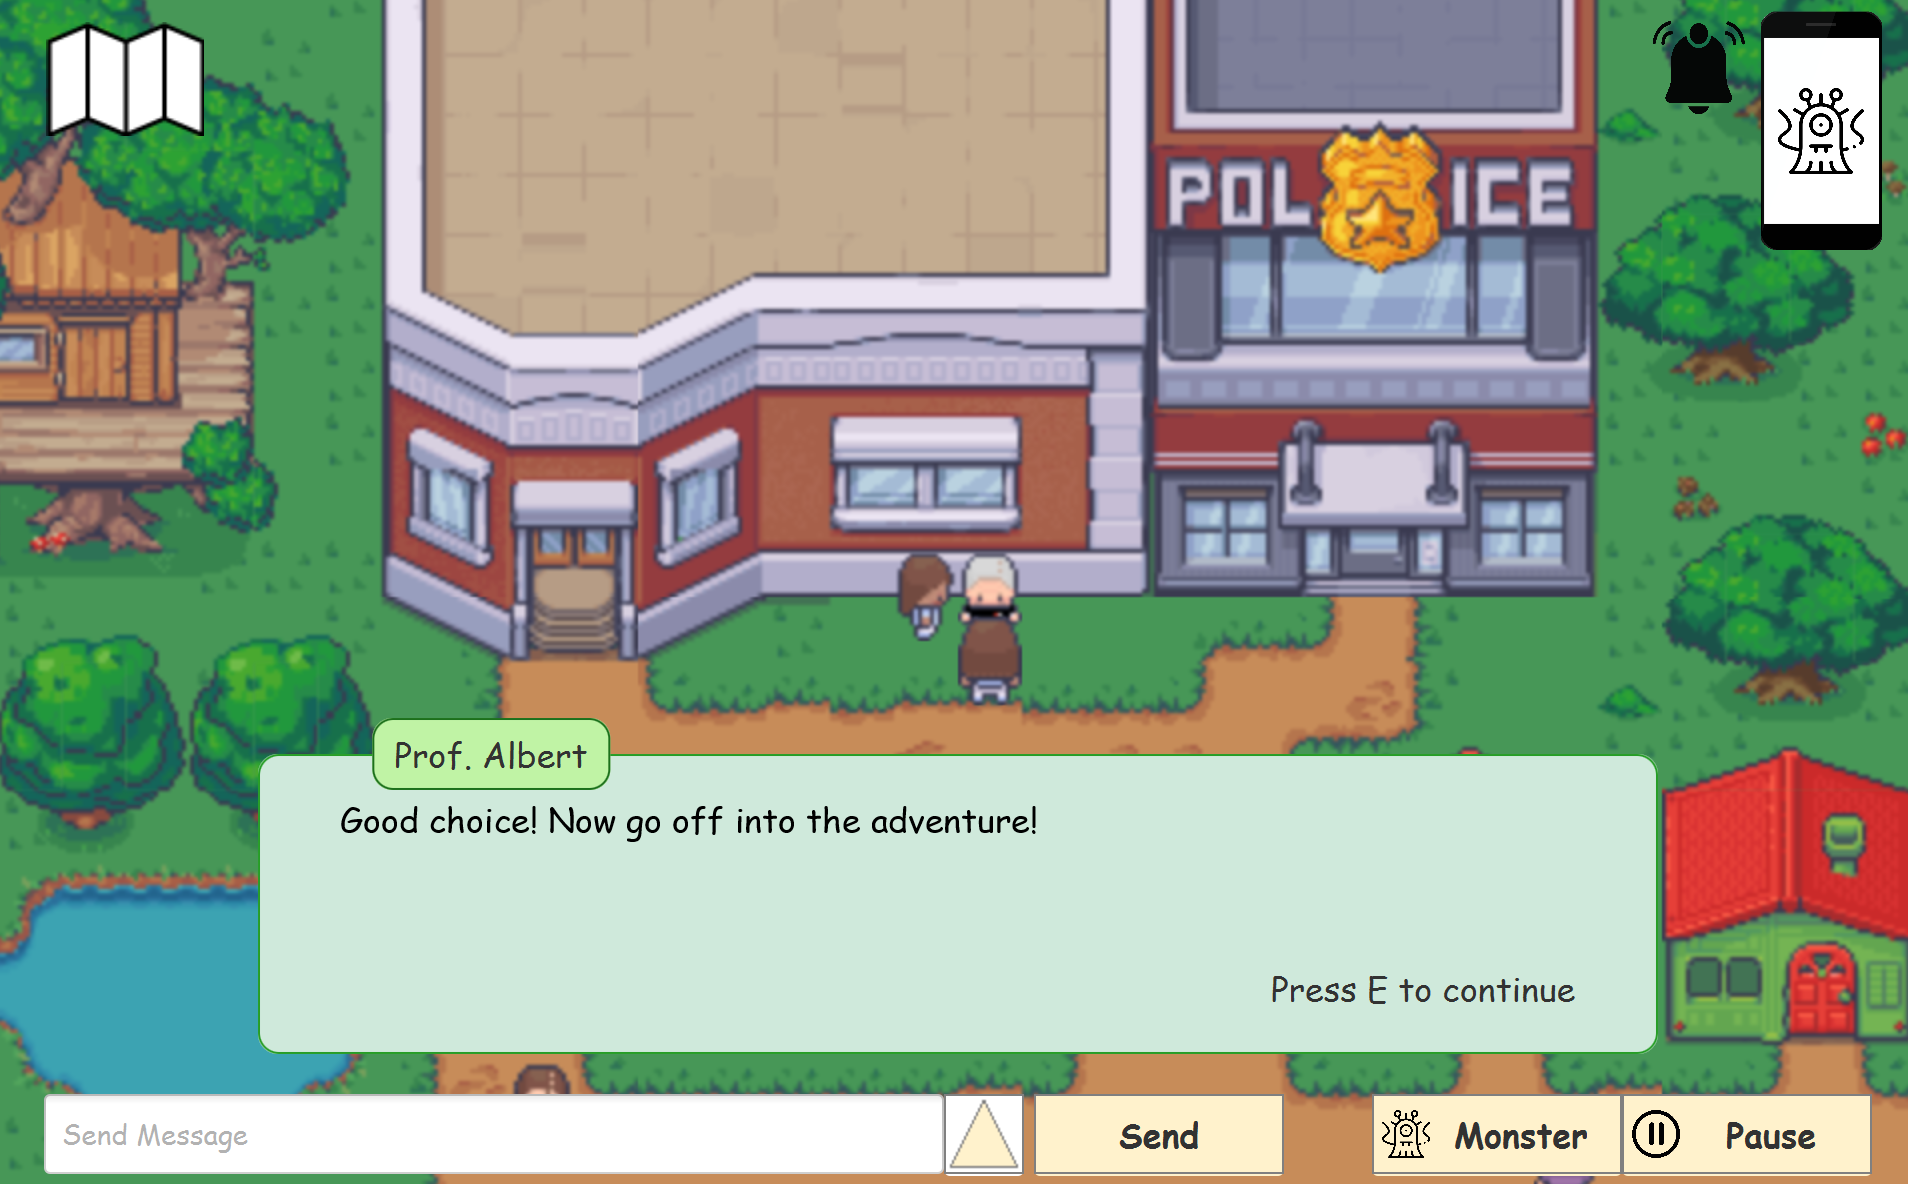 POLICE
Prof. Albert
Good choice! Now go off into the adventure!
Press E to continue
Send Message
Send
Monster
Pause